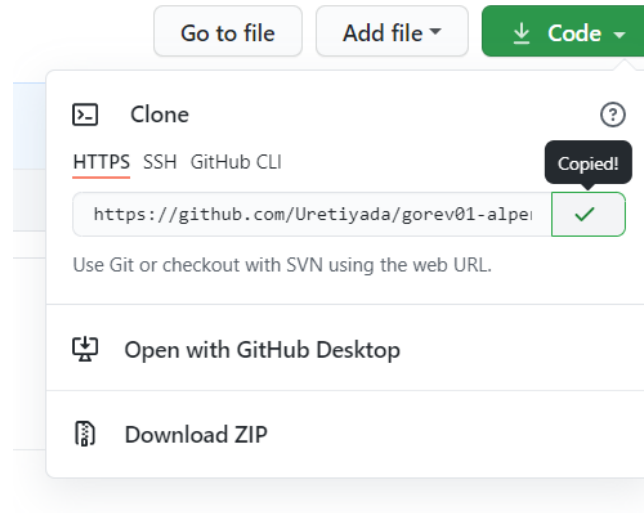 Go to file Add file Code
Clone
HTTPS SSH GitHub CLI
Copied!
https://github.com/Uretiyada/gorev01-alpe
Use Git or checkout with SVN using the web URL.
Open with GitHub Desktop
Download ZIP